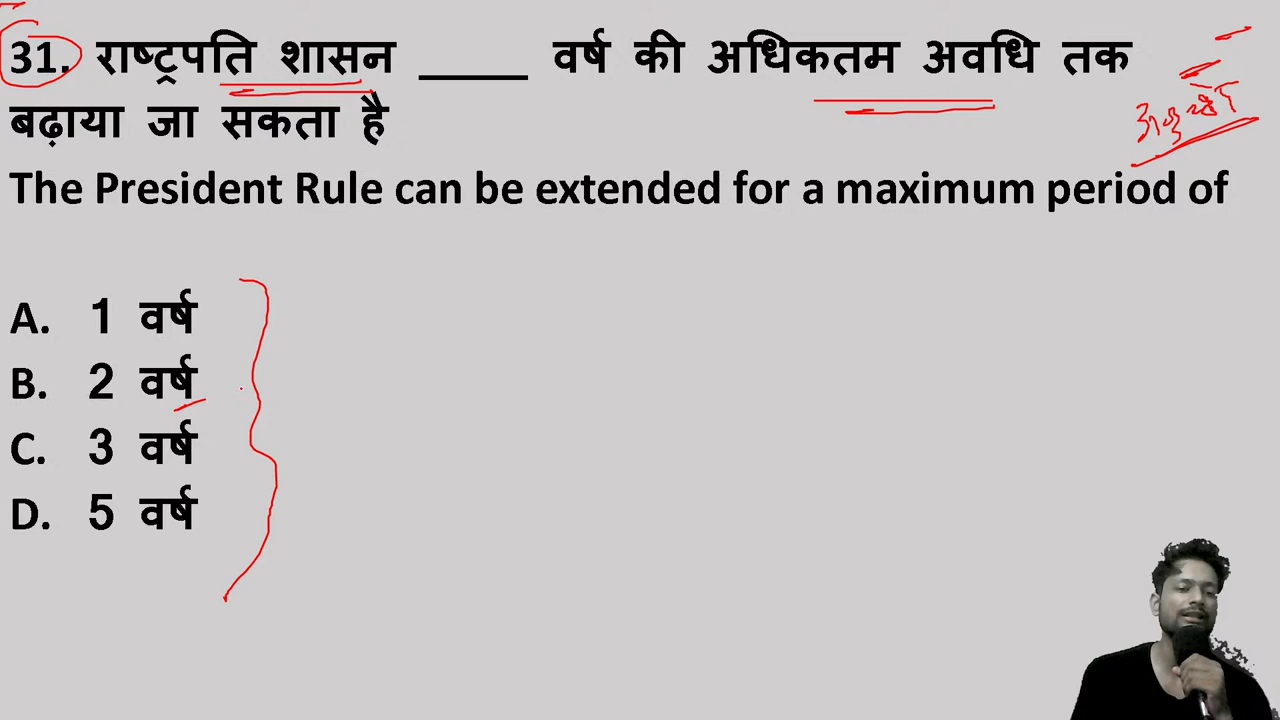 31. राष्ट्रपति शासन _____ वर्ष की अधिकतम अवधि तक
बढ़ाया जा सकता है
The President Rule can be extended for a maximum period of
A. 1 वर्ष
B. 2 वर्ष
C. 3 वर्ष
D. 5 वर्ष